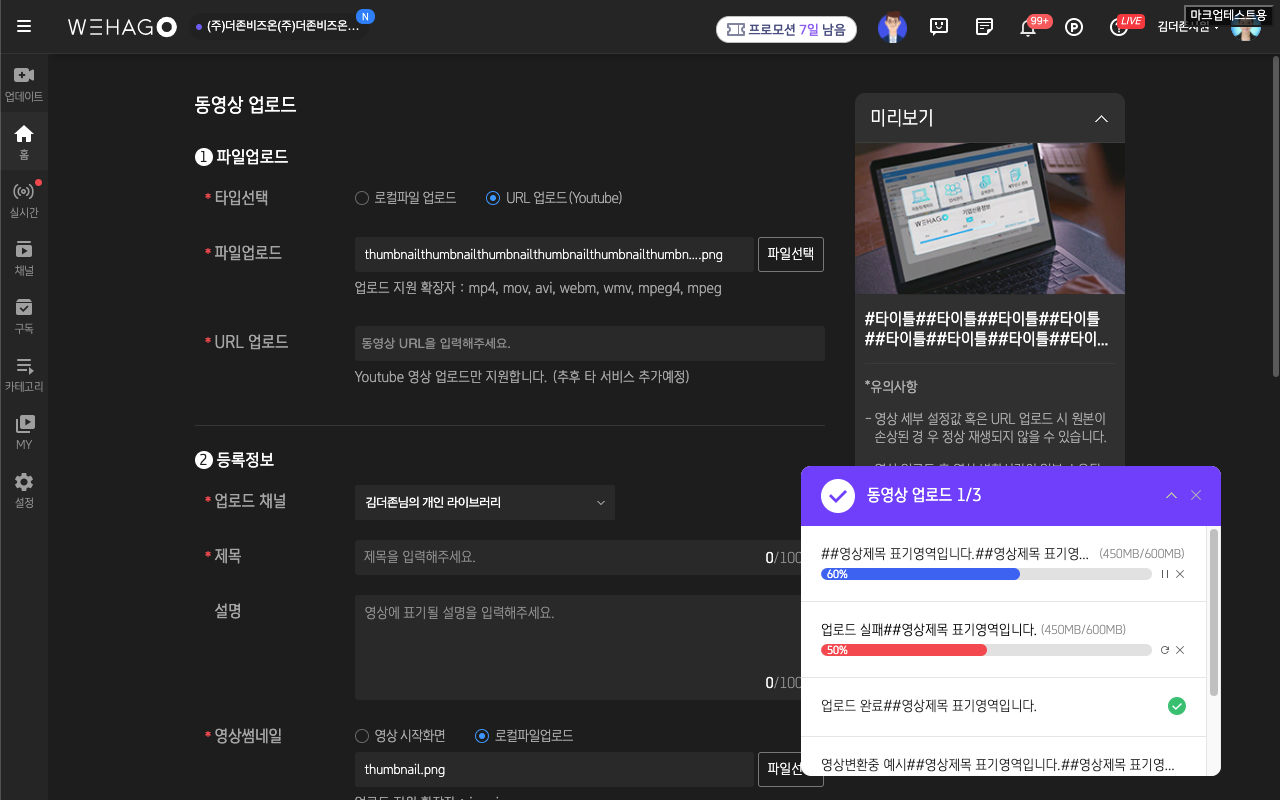 WEHAGO
(주)더존비즈온(주)더존비즈온...
N
프로모션 7일 남음
99+
P
LIVE
마크업테스트용
업데이트
홈
실시간
채널
구독
카테고리
MY
설정
동영상 업로드
1 파일업로드
* 타입선택
로컬파일 업로드
URL 업로드(Youtube)
* 파일업로드
thumbnailthumbnailthumbnailthumbnailthumbnailthumbn....png
파일선택
업로드 지원 확장자 : mp4, mov, avi, webm, wmv, mpeg4, mpeg
* URL 업로드
동영상 URL을 입력해주세요.
Youtube 영상 업로드만 지원합니다. (추후 타 서비스 추가예정)
2 등록정보
* 업로드 채널
김더존님의 개인 라이브러리
* 제목
제목을 입력해주세요.
0/100
설명
영상에 표기될 설명을 입력해주세요.
0/100
* 영상썸네일
영상 시작화면
로컬파일업로드
thumbnail.png
미리보기
WEHAGO
기업신용정보
#타이틀##타이틀##타이틀##타이틀
##타이틀##타이틀##타이틀##타이...
*유의사항
- 영상 세부 설정값 혹은 URL 업로드 시 원본이
손상된 경 우 정상 재생되지 않을 수 있습니다.
동영상 업로드 1/3
##영상제목 표기영역입니다.##영상제목 표기영... (450MB/600MB)
60%
업로드 실패##영상제목 표기영역입니다. (450MB/600MB)
50%
업로드 완료##영상제목 표기영역입니다.
영상변환중 예시##영상제목 표기영역입니다.##영상제목 표기영...